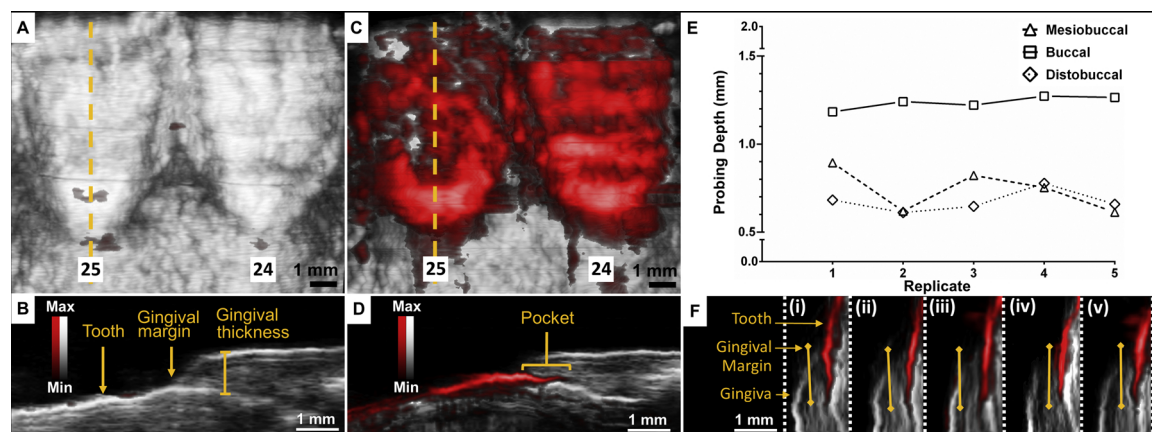 A
25
24
1 mm
B
Max
Min
Tooth
Gingival
margin
Gingival
thickness
1 mm
C
25
24
1 mm
D
Max
Min
Pocket
1 mm
E
Mesiobuccal
Buccal
Distobuccal
Probing Depth (mm)
2.0
1.5
1.0
0.5
0.0
1 2 3 4 5
Replicate
F
(i) (ii) (iii) (iv) (v)
Tooth
Gingival
Margin
Gingiva
1 mm